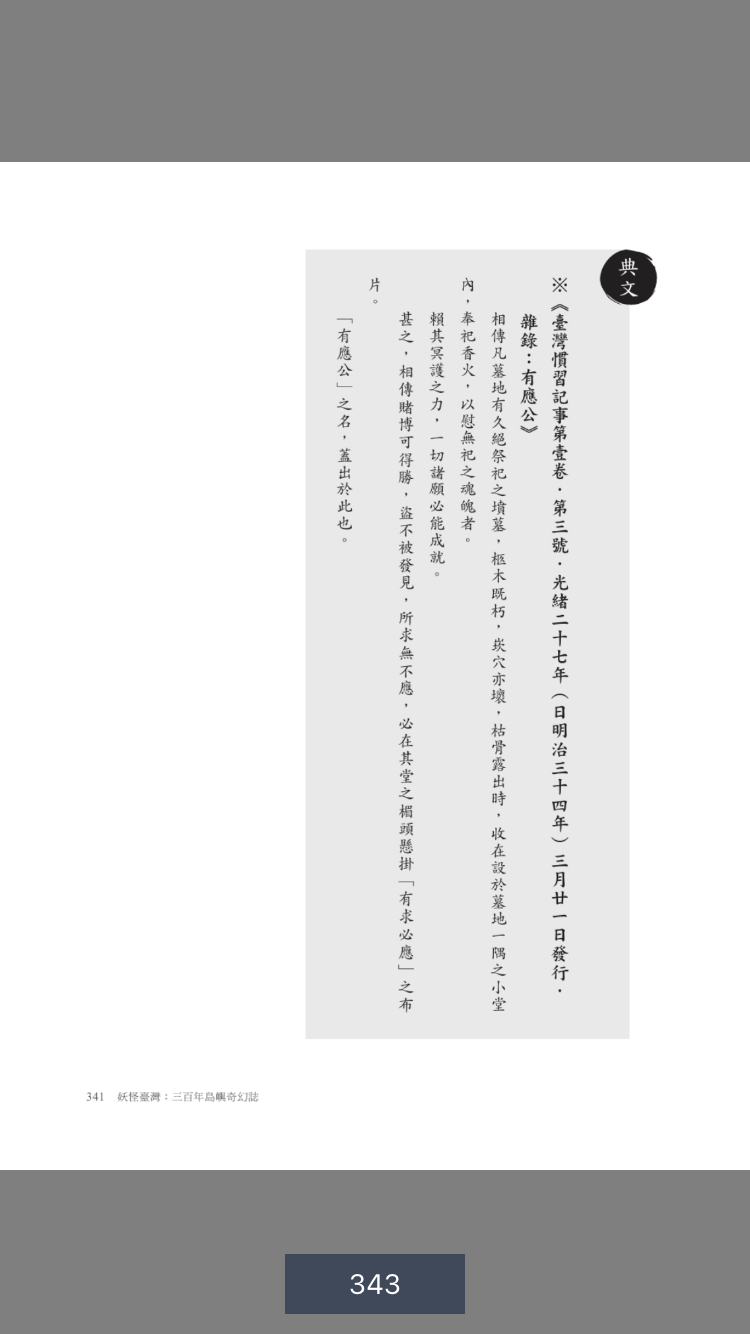 典文
※《臺灣慣習記事第壹卷．第三號．光緒二十七年（日明治三十四年）三月廿一日發行．
雜錄：有應公》
相傳凡墓地有久絕祭祀之墳墓，柩木既朽，崁穴亦壞，枯骨露出時，收在設於墓地一隅之小堂
內，奉祀香火，以慰無祀之魂魄者。
賴其冥護之力，一切諸願必能成就。
甚之，相傳賭博可得勝，盜不被發見，所求無不應，必在其堂之楣頭懸掛「有求必應」之布
片。
「有應公」之名，蓋出於此也。
341 妖怪臺灣：三百年島嶼奇幻誌
343